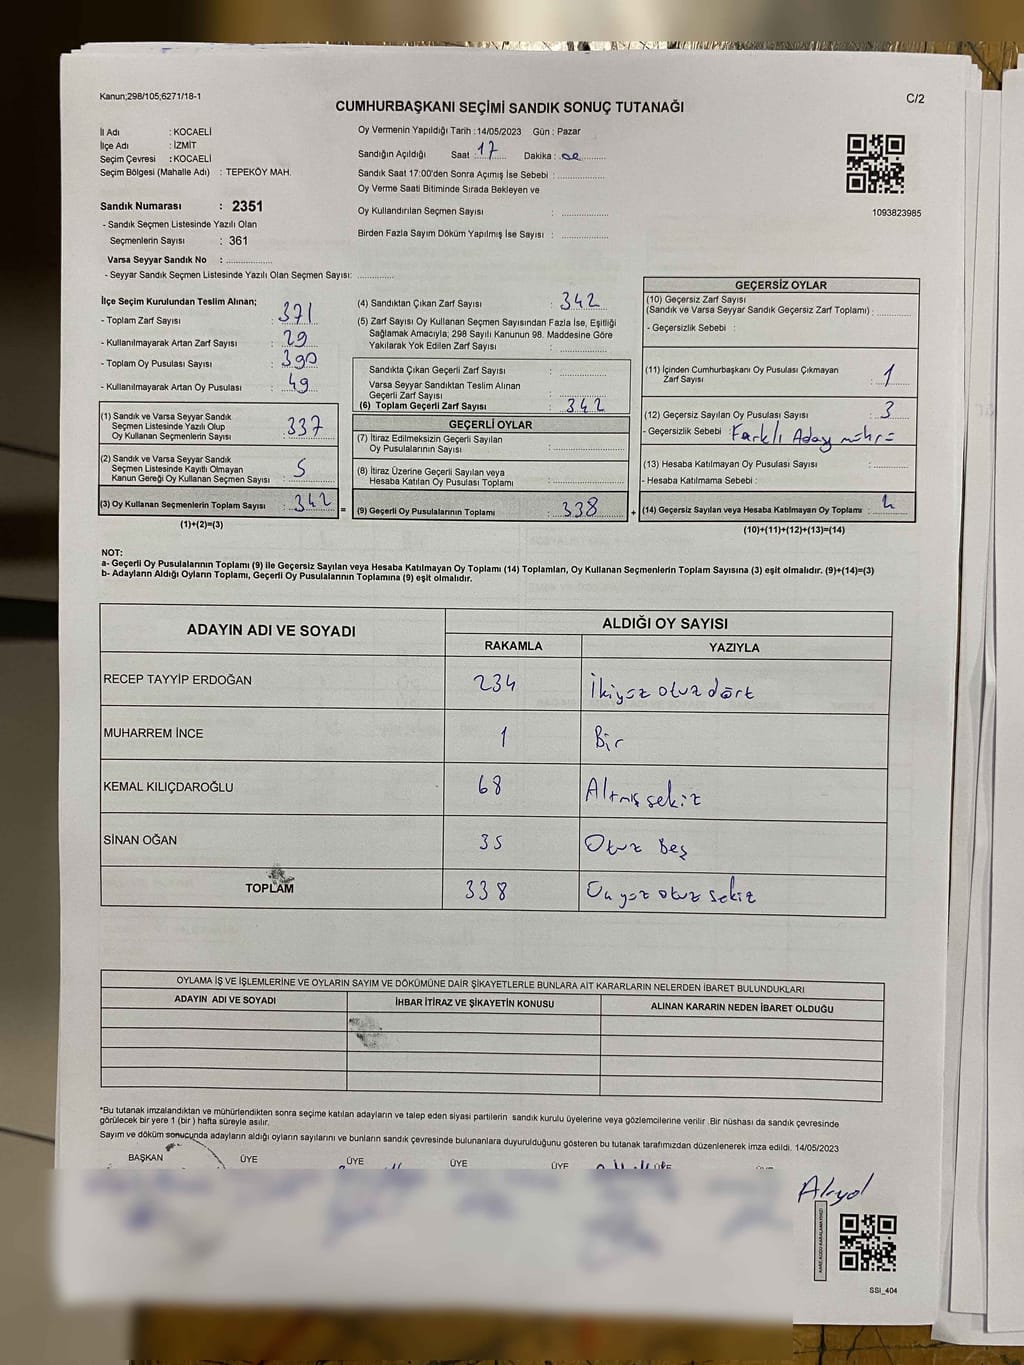 Kanun;298/105;6271/18-1
C/2
CUMHURBAŞKANI SEÇİMİ SANDIK SONUÇ TUTANAĞI
İl Adı : KOCAELİ
İlçe Adı : İZMİT
Seçim Çevresi : KOCAELİ
Seçim Bölgesi (Mahalle Adı) : TEPEKÖY MAH.
Sandık Numarası : 2351
- Sandık Seçmen Listesinde Yazılı Olan
Seçmenlerin Sayısı : 361
Varsa Seyyar Sandık No : ..............
- Seyyar Sandık Seçmen Listesinde Yazılı Olan Seçmen Sayısı: ............
Oy Vermenin Yapıldığı Tarih : 14/05/2023 Gün : Pazar
Sandığın Açıldığı Saat : 17 Dakika : 00
Sandık Saat 17:00'den Sonra Açımış İse Sebebi : ..............
Oy Verme Saati Bitiminde Sırada Bekleyen ve
Oy Kullandırılan Seçmen Sayısı : ..............
Birden Fazla Sayım Döküm Yapılmış İse Sayısı : ..............
1093823985
İlçe Seçim Kurulundan Teslim Alınan;
- Toplam Zarf Sayısı : 371
- Kullanılmayarak Artan Zarf Sayısı : 29
- Toplam Oy Pusulası Sayısı : 390
- Kullanılmayarak Artan Oy Pusulası : 49
(1) Sandık ve Varsa Seyyar Sandık
Seçmen Listesinde Yazılı Olup
Oy Kullanan Seçmenlerin Sayısı : 337
(2) Sandık ve Varsa Seyyar Sandık
Seçmen Listesinde Kayıtlı Olmayan
Kanun Gereği Oy Kullanan Seçmen Sayısı : 5
(3) Oy Kullanan Seçmenlerin Toplam Sayısı : 342 =
(1)+(2)=(3)
(4) Sandıktan Çıkan Zarf Sayısı : 342
(5) Zarf Sayısı Oy Kullanan Seçmen Sayısından Fazla İse, Eşitliği
Sağlamak Amacıyla; 298 Sayılı Kanunun 98. Maddesine Göre
Yakılarak Yok Edilen Zarf Sayısı : ..............
Sandıkta Çıkan Geçerli Zarf Sayısı : ..............
Varsa Seyyar Sandıktan Teslim Alınan
Geçerli Zarf Sayısı : ..............
(6) Toplam Geçerli Zarf Sayısı : 342
GEÇERLİ OYLAR
(7) İtiraz Edilmeksizin Geçerli Sayılan
Oy Pusulalarının Sayısı : ..............
(8) İtiraz Üzerine Geçerli Sayılan veya
Hesaba Katılan Oy Pusulası Toplamı : ..............
(9) Geçerli Oy Pusulalarının Toplamı : 338 +
GEÇERSİZ OYLAR
(10) Geçersiz Zarf Sayısı
(Sandık ve Varsa Seyyar Sandık Geçersiz Zarf Toplamı) : ..........
- Geçersizlik Sebebi :
(11) İçinden Cumhurbaşkanı Oy Pusulası Çıkmayan
Zarf Sayısı : 1
(12) Geçersiz Sayılan Oy Pusulası Sayısı : 3
- Geçersizlik Sebebi : Farklı Aday mührü
(13) Hesaba Katılmayan Oy Pusulası Sayısı : ..........
- Hesaba Katılmama Sebebi :
(14) Geçersiz Sayılan veya Hesaba Katılmayan Oy Toplamı : 4
(10)+(11)+(12)+(13)=(14)
NOT:
a- Geçerli Oy Pusulalarının Toplamı (9) ile Geçersiz Sayılan veya Hesaba Katılmayan Oy Toplamı (14) Toplamları, Oy Kullanan Seçmenlerin Toplam Sayısına (3) eşit olmalıdır. (9)+(14)=(3)
b- Adayların Aldığı Oyların Toplamı, Geçerli Oy Pusulalarının Toplamına (9) eşit olmalıdır.
ADAYIN ADI VE SOYADI ALDIĞI OY SAYISI
RAKAMLA YAZIYLA
RECEP TAYYİP ERDOĞAN 234 İkiyüz otuz dört
MUHARREM İNCE 1 Bir
KEMAL KILIÇDAROĞLU 68 Altmış sekiz
SİNAN OĞAN 35 Otuz Beş
TOPLAM 338 Üçyüz otuz sekiz
OYLAMA İŞ VE İŞLEMLERİNE VE OYLARIN SAYIM VE DÖKÜMÜNE DAİR ŞİKAYETLERLE BUNLARA AİT KARARLARIN NELERDEN İBARET BULUNDUKLARI
ADAYIN ADI VE SOYADI İHBAR İTİRAZ VE ŞİKAYETİN KONUSU ALINAN KARARIN NEDEN İBARET OLDUĞU
*Bu tutanak imzalandıktan ve mühürlendikten sonra seçime katılan adayların ve talep eden siyasi partilerin sandık kurulu üyelerine veya gözlemcilerine verilir .Bir nüshası da sandık çevresinde
görülecek bir yere 1 (bir ) hafta süreyle asılır.
Sayım ve döküm sonucunda adayların aldığı oyların sayılarını ve bunların sandık çevresinde bulunanlara duyurulduğunu gösteren bu tutanak tarafımızdan düzenlenerek imza edildi. 14/05/2023
BAŞKAN ÜYE ÜYE ÜYE ÜYE
Akyol
SSI_404